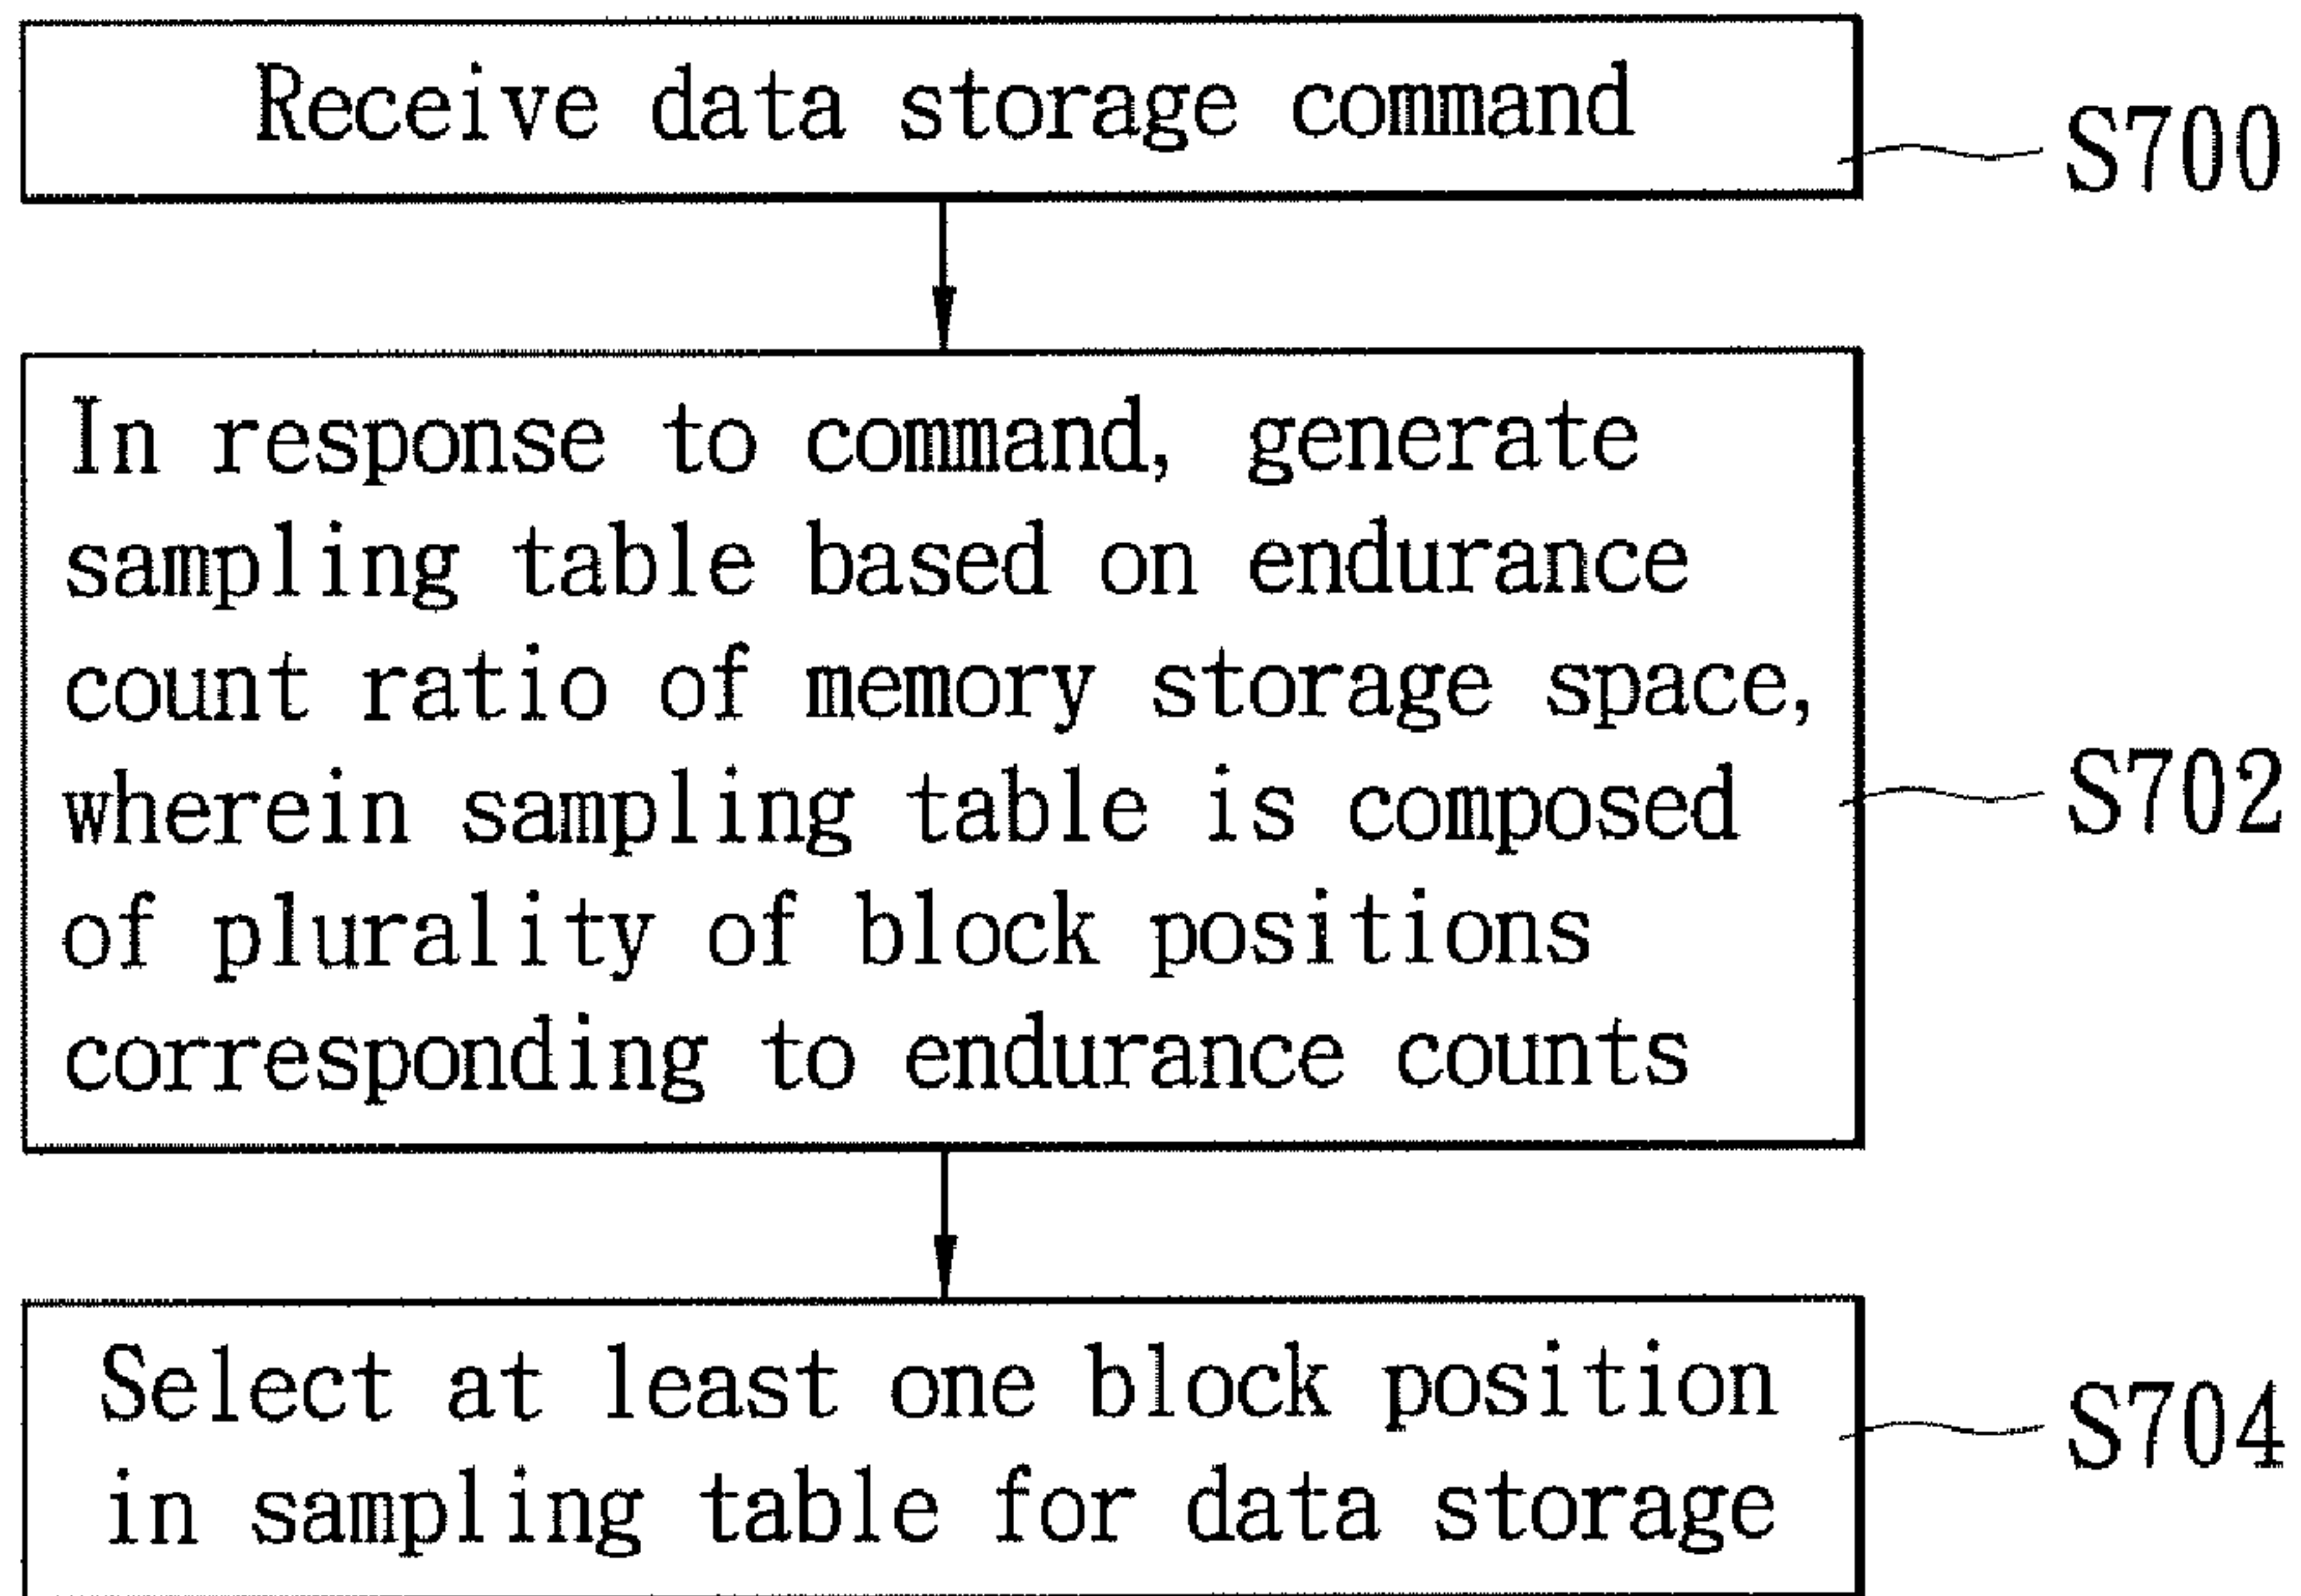 Receive data storage command
S700
In response to command, generate
sampling table based on endurance
count ratio of memory storage space,
wherein sampling table is composed
of plurality of block positions
corresponding to endurance counts
S702
Select at least one block position
in sampling table for data storage
S704